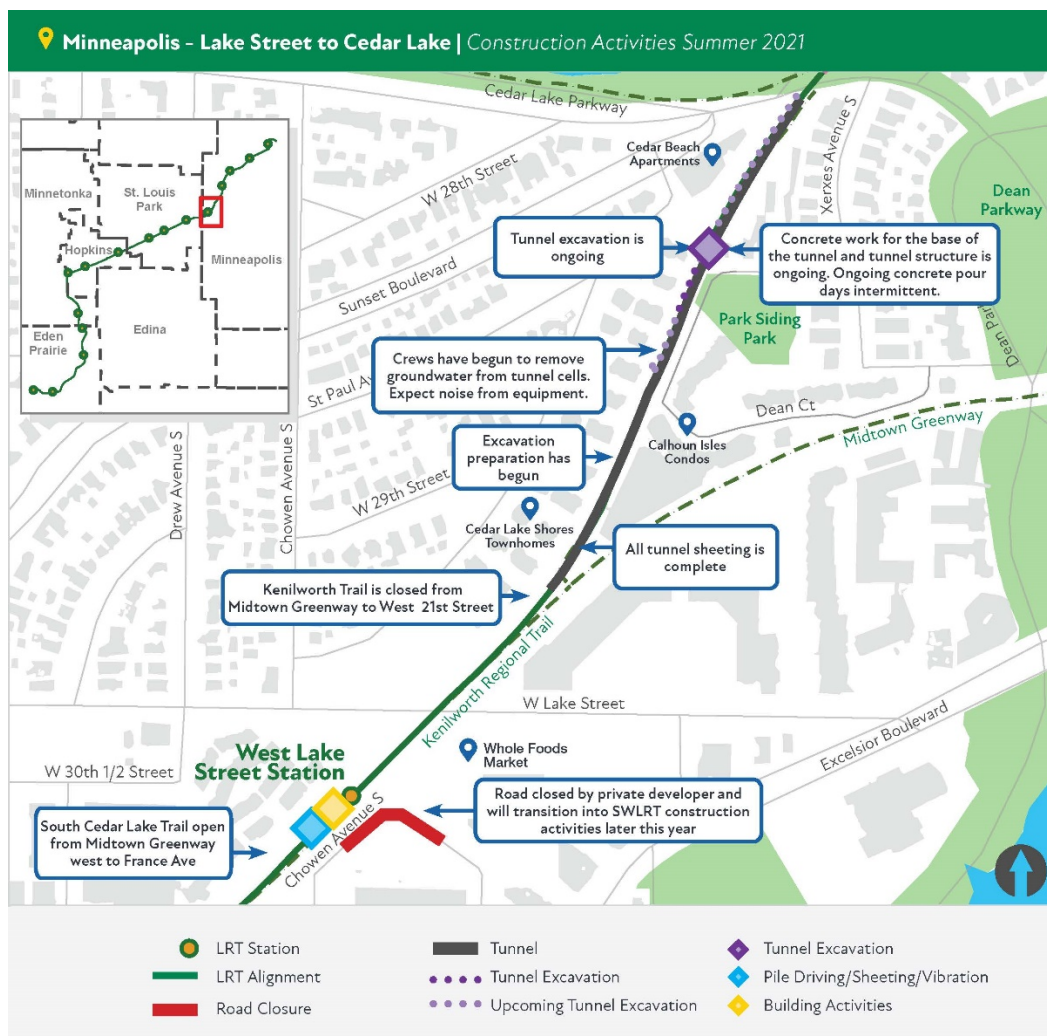 Minneapolis - Lake Street to Cedar Lake | Construction Activities Summer 2021
Cedar Lake Parkway
Minnetonka
St. Louis
Park
Hopkins
Minneapolis
Edina
Eden
Prairie
W 28th Street
Cedar Beach
Apartments
Xerxes Avenue S
Dean
Parkway
Tunnel excavation is
ongoing
Concrete work for the base of
the tunnel and tunnel structure is
ongoing. Ongoing concrete pour
days intermittent.
Sunset Boulevard
Park Siding
Park
Dean Par
Crews have begun to remove
groundwater from tunnel cells.
Expect noise from equipment.
St Paul Av
Dean Ct
Midtown Greenway
Calhoun Isles
Condos
Excavation
preparation has
begun
Drew Avenue S
Chowen Avenue S
W 29th Street
Cedar Lake Shores
Townhomes
All tunnel sheeting is
complete
Kenilworth Trail is closed from
Midtown Greenway to West 21st Street
Kenilworth Regional Trail
W Lake Street
Excelsior Boulevard
West Lake
Street Station
Whole Foods
Market
W 30th 1/2 Street
Road closed by private developer and
will transition into SWLRT construction
activities later this year
South Cedar Lake Trail open
from Midtown Greenway
west to France Ave
Chowen Avenue S
LRT Station
LRT Alignment
Road Closure
Tunnel
Tunnel Excavation
Upcoming Tunnel Excavation
Tunnel Excavation
Pile Driving/Sheeting/Vibration
Building Activities